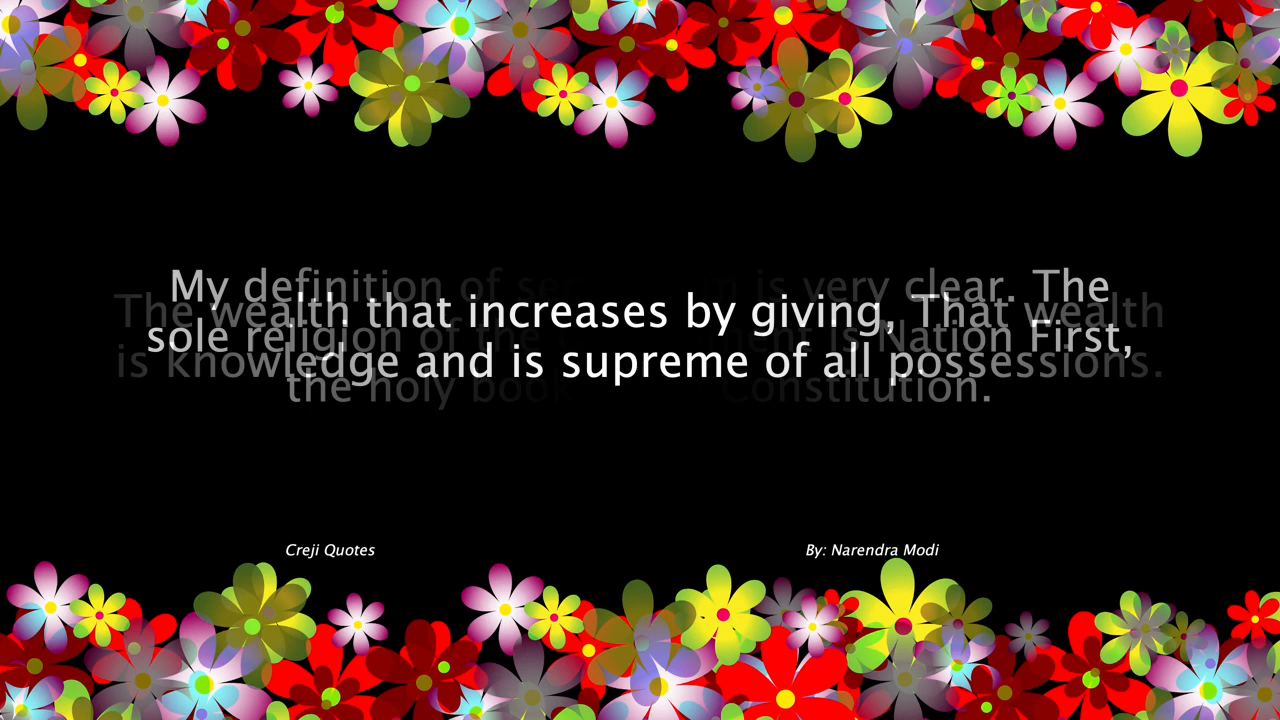 My definition of is very clear. The
The wealth that increases by giving, That wealth
sole religion of the is Nation First,
is knowledge and is supreme of all possessions.
the holy book Constitution.
Creji Quotes
By: Narendra Modi